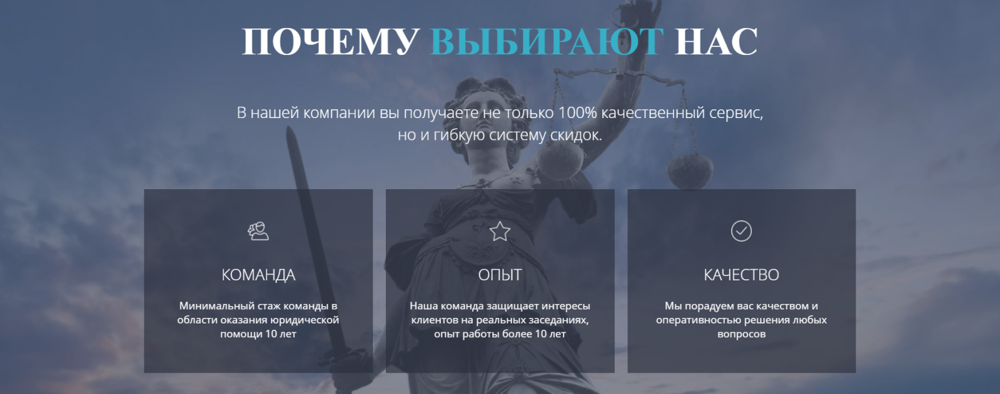 ПОЧЕМУ ВЫБИРАЮТ НАС
В нашей компании вы получаете не только 100% качественный сервис,
но и гибкую систему скидок.
КОМАНДА
Минимальный стаж команды в
области оказания юридической
помощи 10 лет
ОПЫТ
Наша команда защищает интересы
клиентов на реальных заседаниях,
опыт работы более 10 лет
КАЧЕСТВО
Мы порадуем вас качеством и
оперативностью решения любых
вопросов